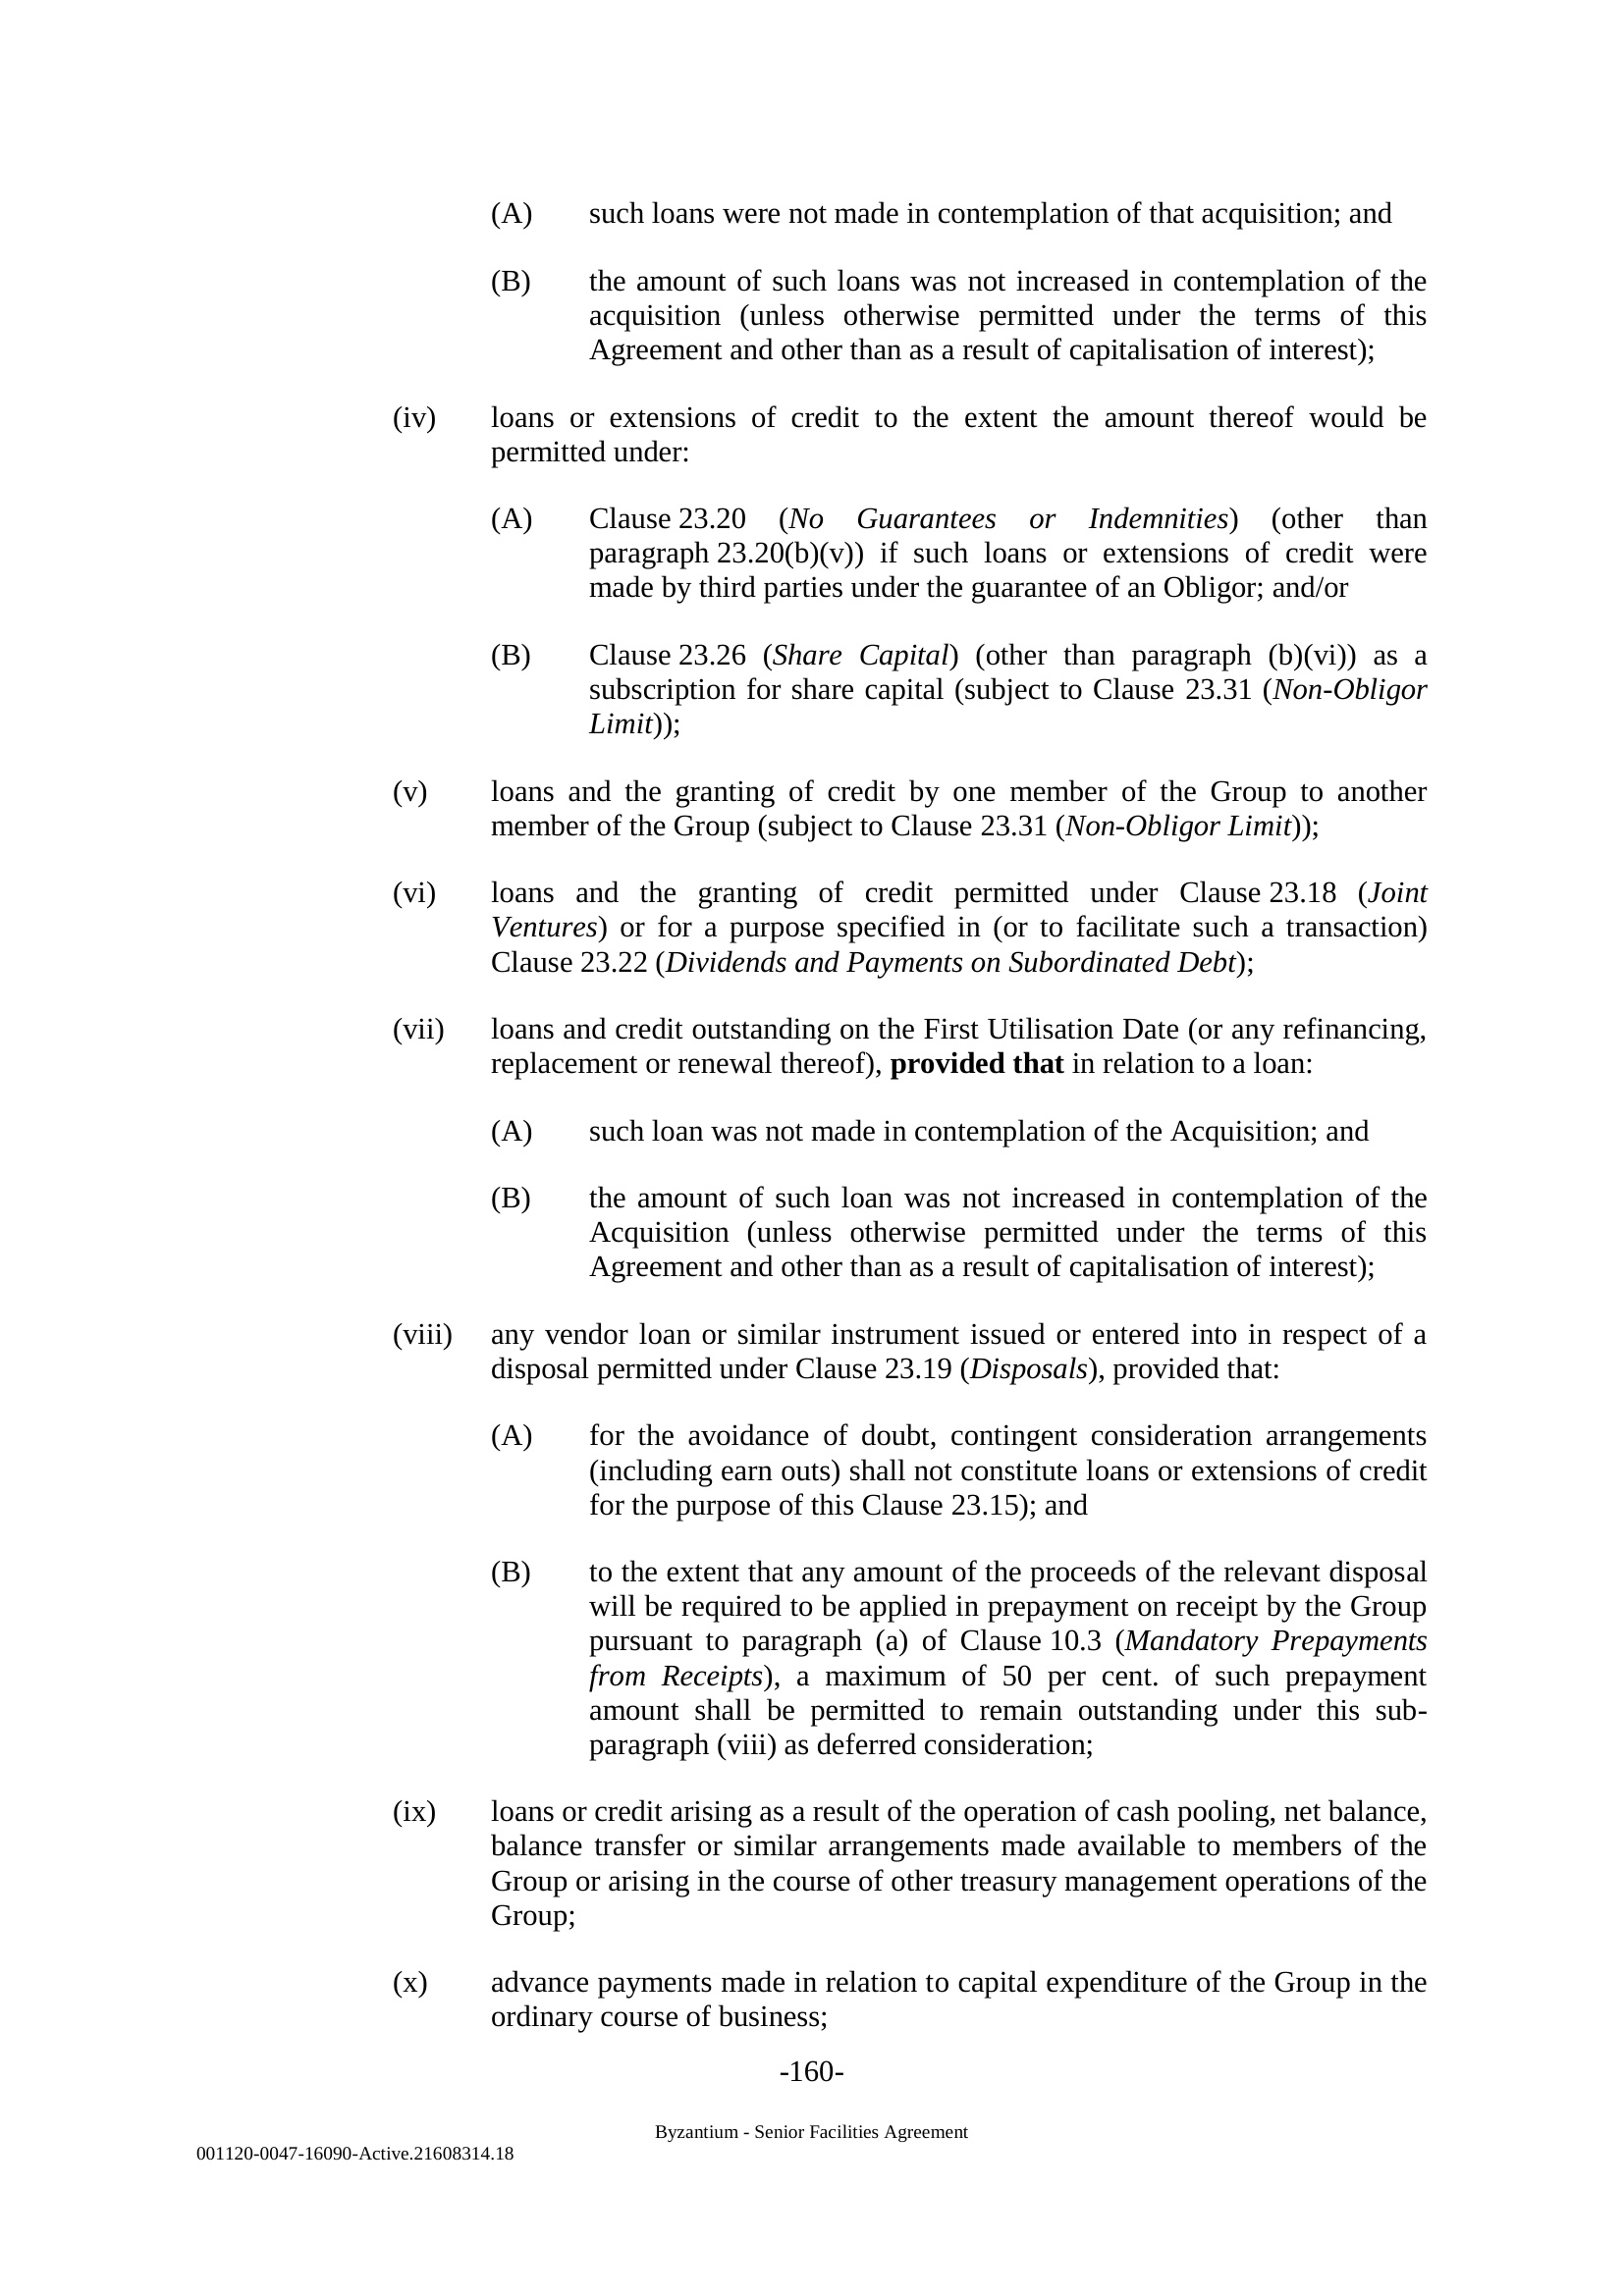 (A) such loans were not made in contemplation of that acquisition; and
(B) the amount of such loans was not increased in contemplation of the
acquisition (unless otherwise permitted under the terms of this
Agreement and other than as a result of capitalisation of interest);
(iv) loans or extensions of credit to the extent the amount thereof would be
permitted under:
(A) Clause 23.20 (No Guarantees or Indemnities) (other than
paragraph 23.20(b)(v)) if such loans or extensions of credit were
made by third parties under the guarantee of an Obligor; and/or
(B) Clause 23.26 (Share Capital) (other than paragraph (b)(vi)) as a
subscription for share capital (subject to Clause 23.31 (Non-Obligor
Limit));
(v) loans and the granting of credit by one member of the Group to another
member of the Group (subject to Clause 23.31 (Non-Obligor Limit));
(vi) loans and the granting of credit permitted under Clause 23.18 (Joint
Ventures) or for a purpose specified in (or to facilitate such a transaction)
Clause 23.22 (Dividends and Payments on Subordinated Debt);
(vii) loans and credit outstanding on the First Utilisation Date (or any refinancing,
replacement or renewal thereof), provided that in relation to a loan:
(A) such loan was not made in contemplation of the Acquisition; and
(B) the amount of such loan was not increased in contemplation of the
Acquisition (unless otherwise permitted under the terms of this
Agreement and other than as a result of capitalisation of interest);
(viii) any vendor loan or similar instrument issued or entered into in respect of a
disposal permitted under Clause 23.19 (Disposals), provided that:
(A) for the avoidance of doubt, contingent consideration arrangements
(including earn outs) shall not constitute loans or extensions of credit
for the purpose of this Clause 23.15); and
(B) to the extent that any amount of the proceeds of the relevant disposal
will be required to be applied in prepayment on receipt by the Group
pursuant to paragraph (a) of Clause 10.3 (Mandatory Prepayments
from Receipts), a maximum of 50 per cent. of such prepayment
amount shall be permitted to remain outstanding under this sub-
paragraph (viii) as deferred consideration;
(ix) loans or credit arising as a result of the operation of cash pooling, net balance,
balance transfer or similar arrangements made available to members of the
Group or arising in the course of other treasury management operations of the
Group;
(x) advance payments made in relation to capital expenditure of the Group in the
ordinary course of business;
-160-
Byzantium - Senior Facilities Agreement
001120-0047-16090-Active.21608314.18